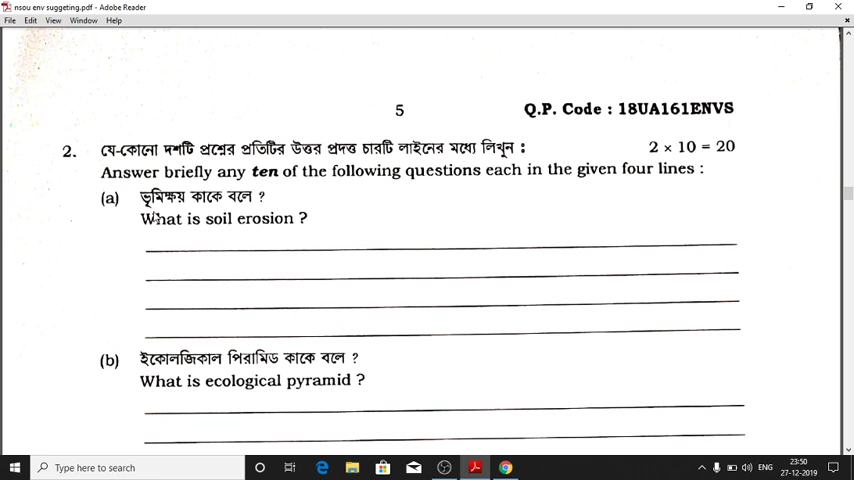 nsou env suggeting.pdf - Adobe Reader
File Edit View Window Help
5
Q.P. Code : 18UA161ENVS
2. যে-কোনো দশটি প্রশ্নের প্রতিটির উত্তর প্রদত্ত চারটি লাইনের মধ্যে লিখুন : 2 × 10 = 20
Answer briefly any ten of the following questions each in the given four lines :
(a) ভূমিক্ষয় কাকে বলে ?
What is soil erosion ?
(b) ইকোলজিকাল পিরামিড কাকে বলে ?
What is ecological pyramid ?
Type here to search
ENG
23:50
27-12-2019